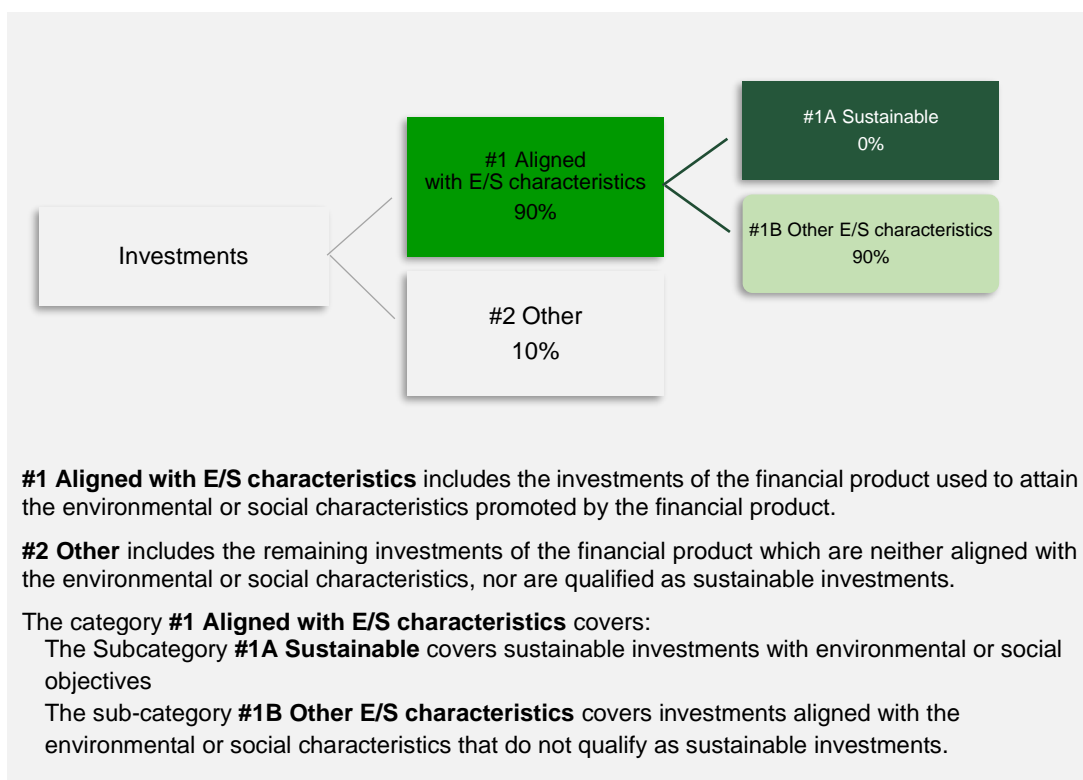 Investments
#1 Aligned
with E/S characteristics
90%
#2 Other
10%
#1A Sustainable
0%
#1B Other E/S characteristics
90%
#1 Aligned with E/S characteristics includes the investments of the financial product used to attain
the environmental or social characteristics promoted by the financial product.
#2 Other includes the remaining investments of the financial product which are neither aligned with
the environmental or social characteristics, nor are qualified as sustainable investments.
The category #1 Aligned with E/S characteristics covers:
The Subcategory #1A Sustainable covers sustainable investments with environmental or social
objectives
The sub-category #1B Other E/S characteristics covers investments aligned with the
environmental or social characteristics that do not qualify as sustainable investments.